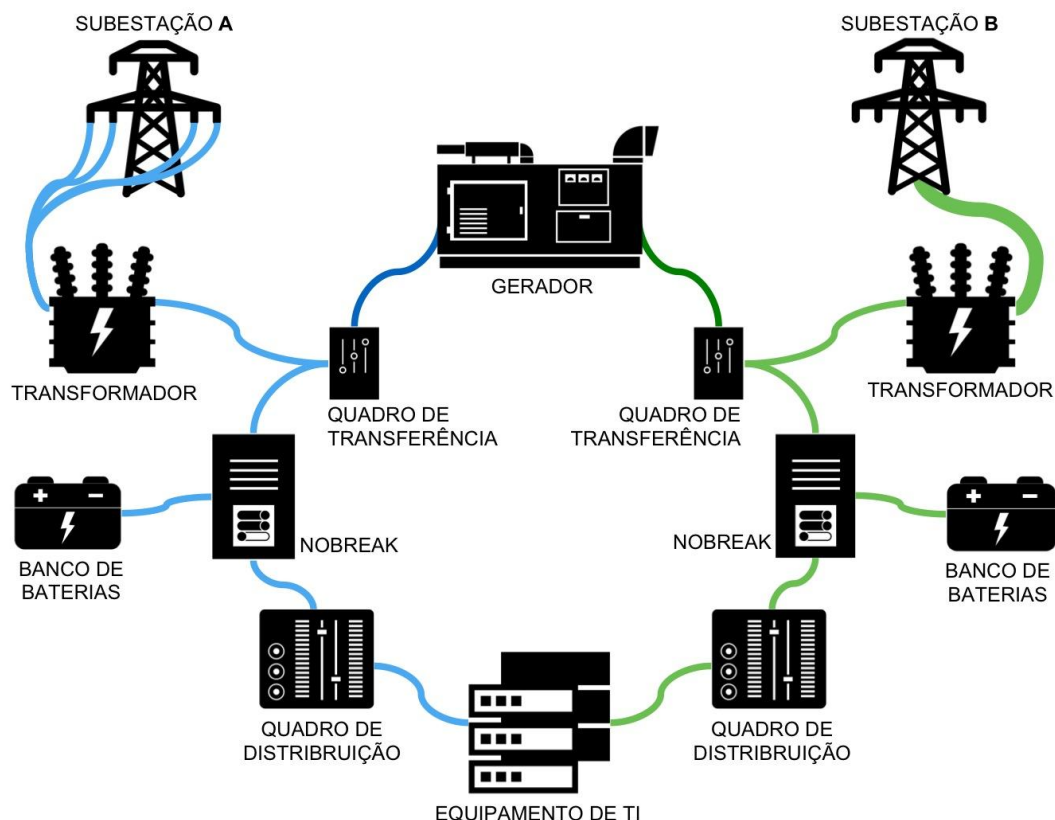 SUBESTAÇÃO A
SUBESTAÇÃO B
GERADOR
TRANSFORMADOR
TRANSFORMADOR
QUADRO DE
TRANSFERÊNCIA
QUADRO DE
TRANSFERÊNCIA
NOBREAK
NOBREAK
BANCO DE
BATERIAS
BANCO DE
BATERIAS
QUADRO DE
DISTRIBRUIÇÃO
QUADRO DE
DISTRIBRUIÇÃO
EQUIPAMENTO DE TI